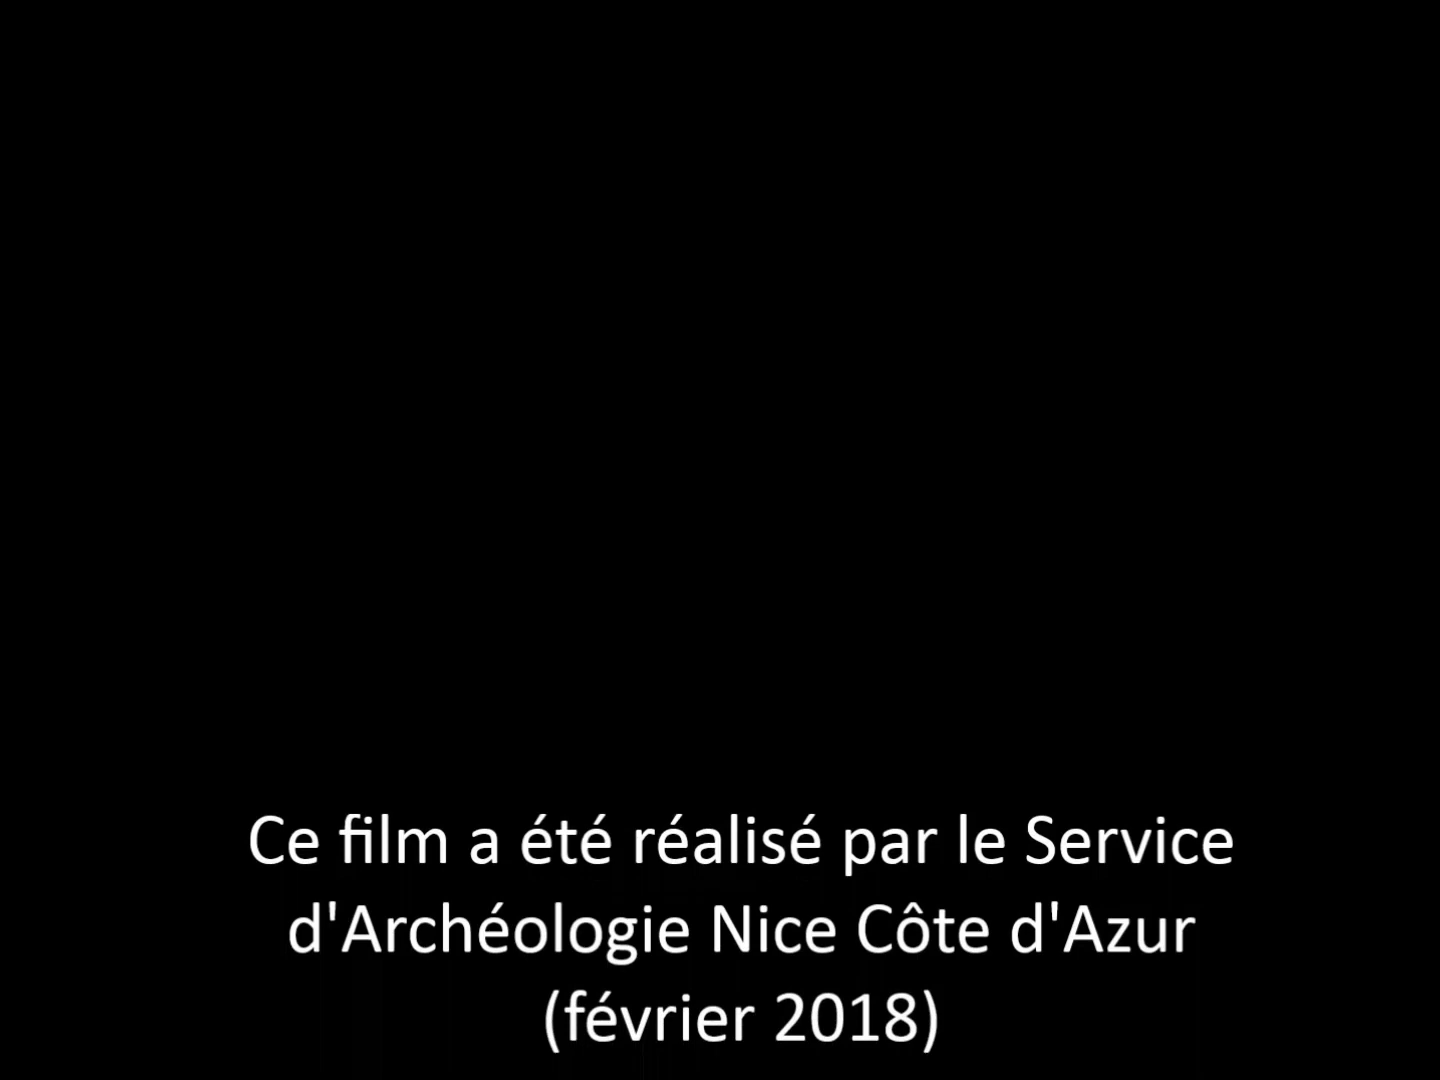 Ce film a été réalisé par le Service
d'Archéologie Nice Côte d'Azur
(février 2018)